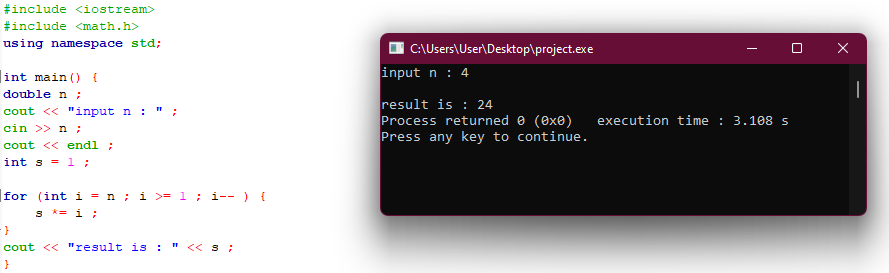 #include <iostream>
#include <math.h>
using namespace std;
int main() {
double n ;
cout << "input n : " ;
cin >> n ;
cout << endl ;
int s = 1 ;
for (int i = n ; i >= 1 ; i-- ) {
s *= i ;
}
cout << "result is : " << s ;
}
C:\Users\User\Desktop\project.exe
input n : 4
result is : 24
Process returned 0 (0x0)   execution time : 3.108 s
Press any key to continue.